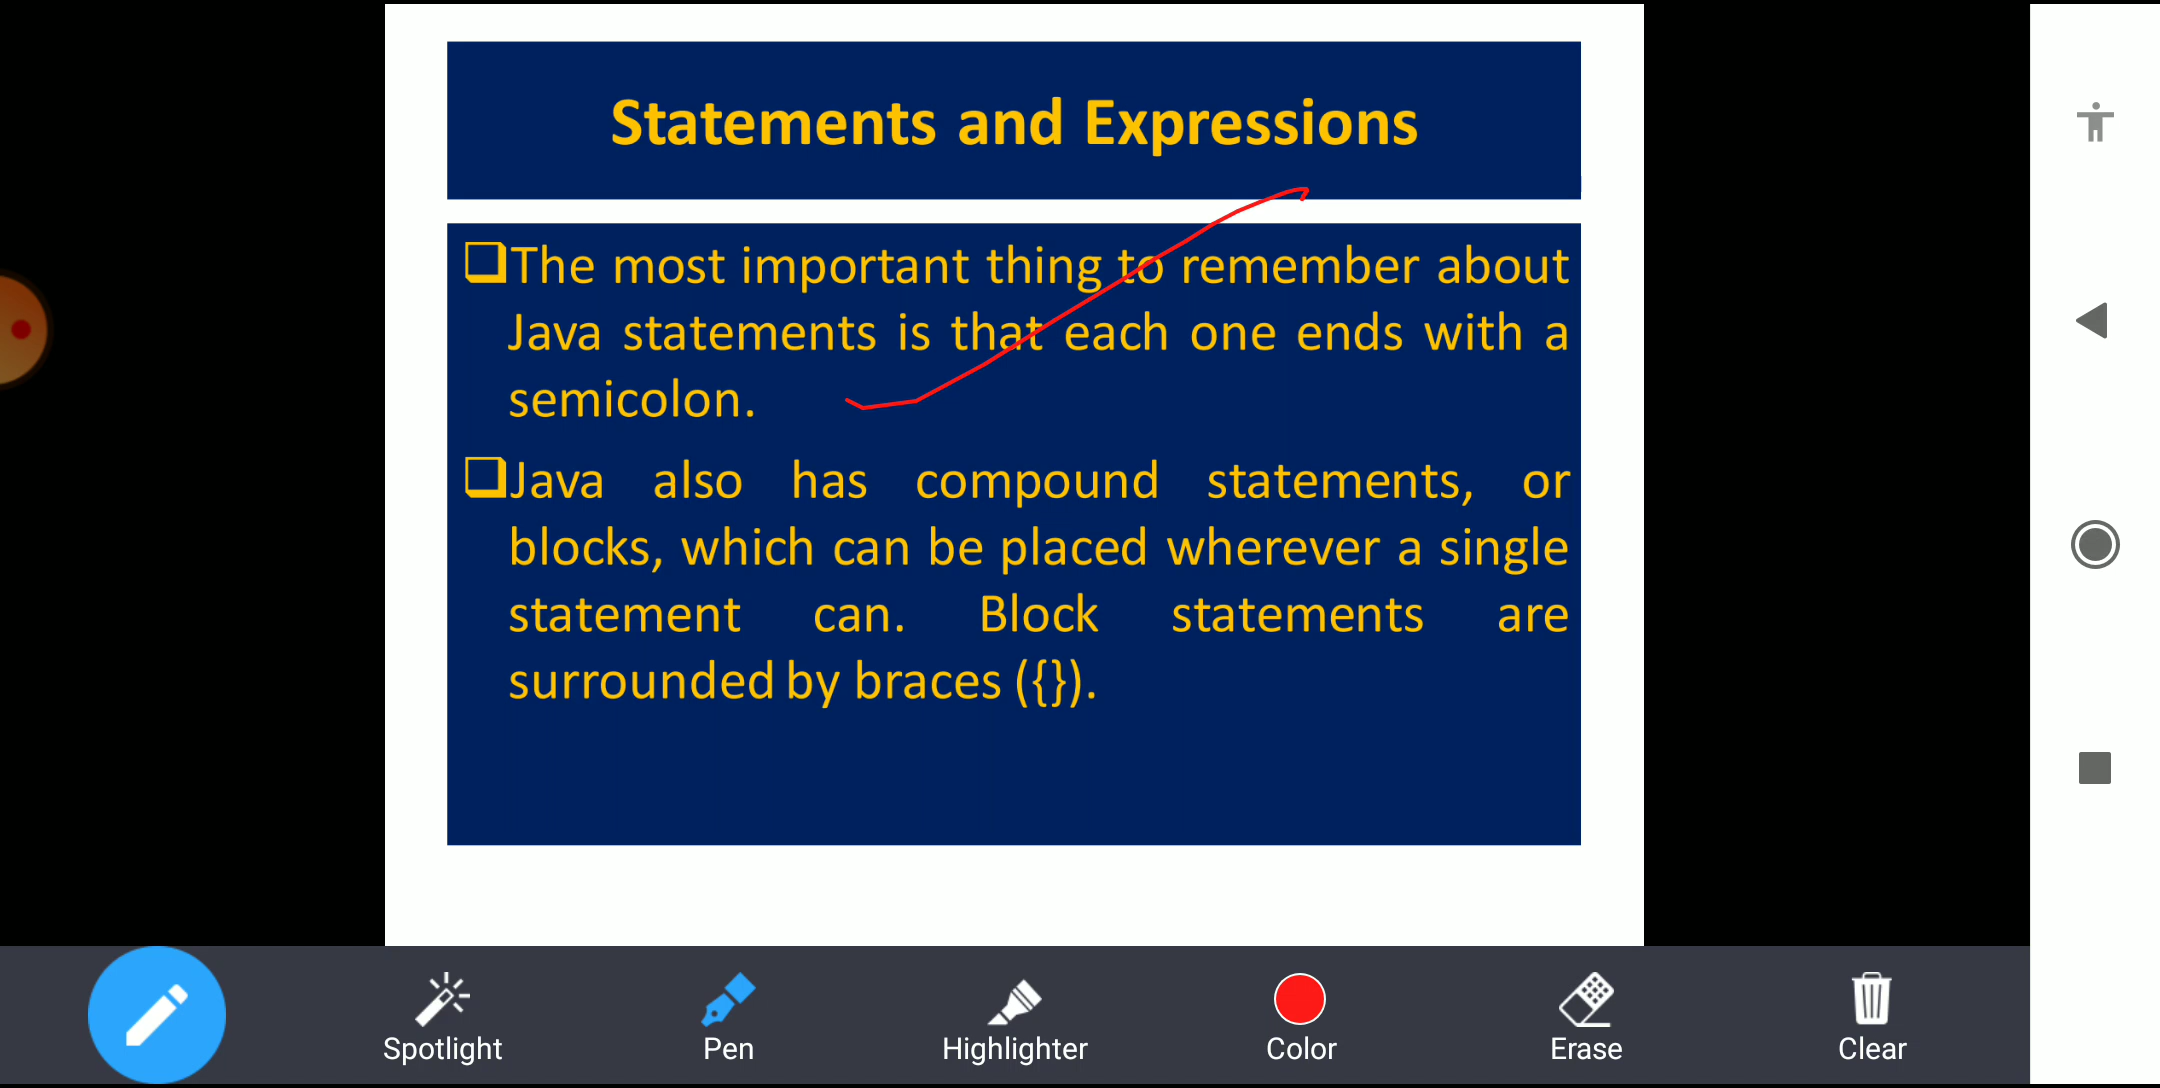 Statements and Expressions
❑The most important thing to remember about
Java statements is that each one ends with a
semicolon.
❑Java also has compound statements, or
blocks, which can be placed wherever a single
statement can. Block statements are
surrounded by braces ({}).
Spotlight Pen Highlighter Color Erase Clear